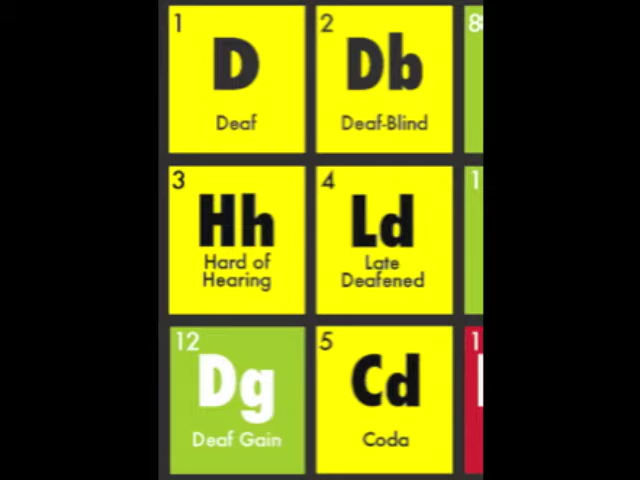 1
D
Deaf
2
Db
Deaf-Blind
3
Hh
Hard of
Hearing
4
Ld
Late
Deafened
12
Dg
Deaf Gain
5
Cd
Coda